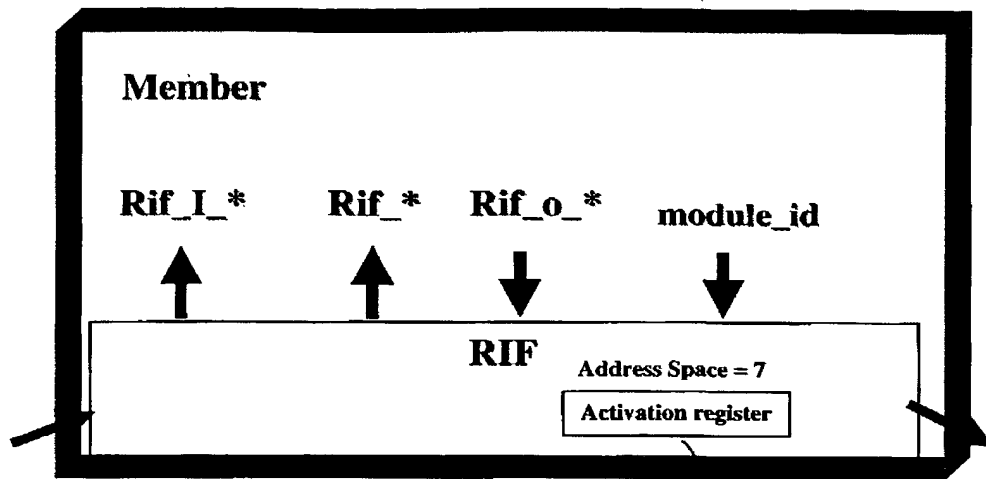 Member
Rif_I_* Rif_* Rif_o_* module_id
RIF
Address Space = 7
Activation register